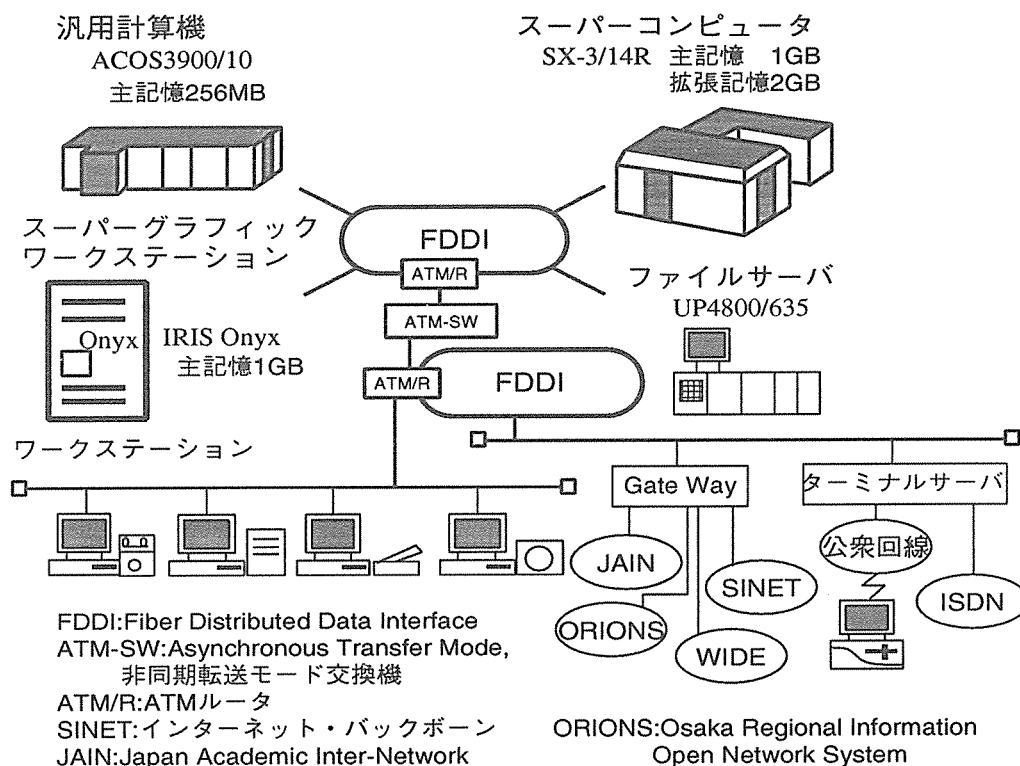 汎用計算機
ACOS3900/10
主記憶256MB
スーパーコンピュータ
SX-3/14R 主記憶 1GB
拡張記憶2GB
スーパーグラフィック
ワークステーション
Onyx
IRIS Onyx
主記憶1GB
FDDI
ATM/R
ATM-SW
ATM/R
FDDI
ファイルサーバ
UP4800/635
ワークステーション
Gate Way
ターミナルサーバ
JAIN
ORIONS
WIDE
SINET
公衆回線
ISDN
FDDI:Fiber Distributed Data Interface
ATM-SW:Asynchronous Transfer Mode,
非同期転送モード交換機
ATM/R:ATMルータ
SINET:インターネット・バックボーン
JAIN:Japan Academic Inter-Network
ORIONS:Osaka Regional Information
Open Network System